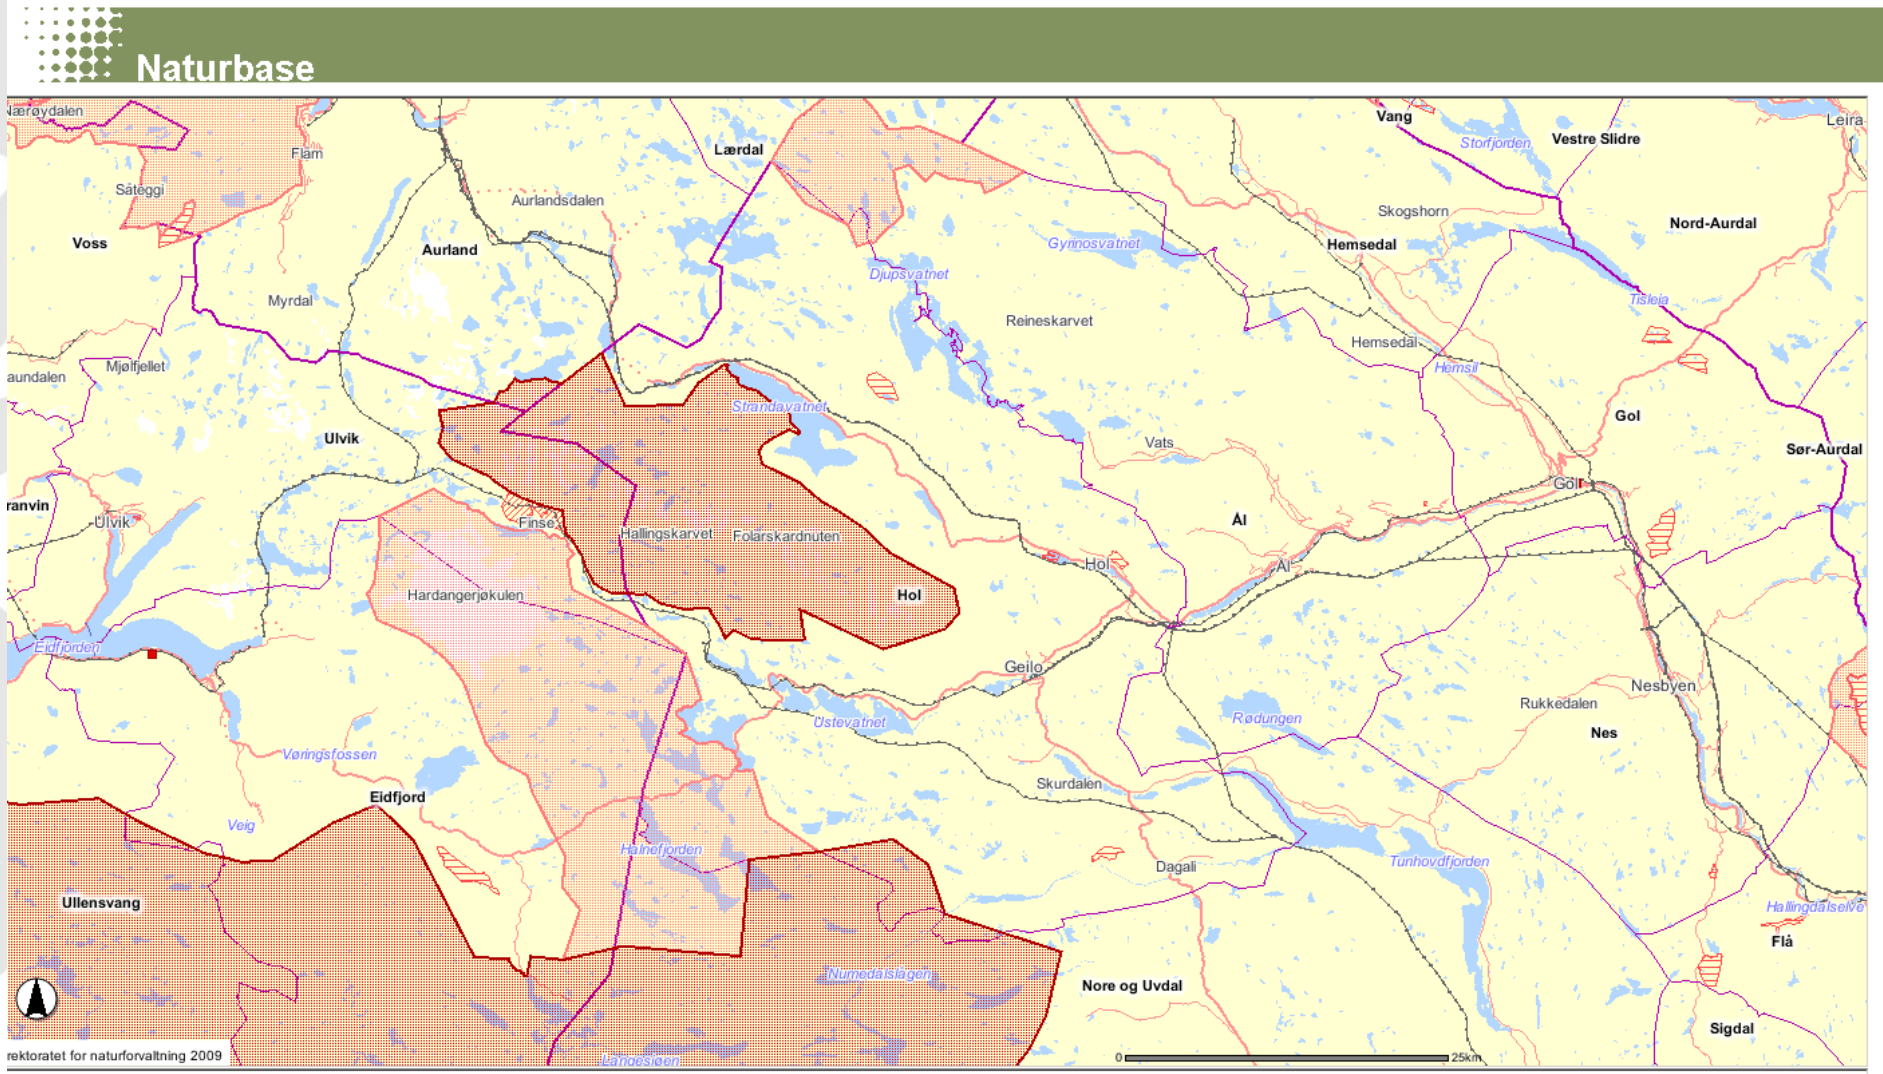 Naturbase
Nærøydalen
Vang
Leira
Storfjorden
Vestre Slidre
Lærdal
Flåm
Såteggi
Aurlandsdalen
Skogshorn
Nord-Aurdal
Voss
Aurland
Gyrinosvatnet
Hemsedal
Djupsvatnet
Myrdal
Tisleia
Reineskarvet
Hemsedal
Mjølfjellet
Hemsil
aundalen
Strandavatnet
Gol
Ulvik
Vats
Sør-Aurdal
Gol
ranvin
Ulvik
Finse
Ål
Hallingskarvet
Folarskardnuten
Hol
Ål
Hardangerjøkulen
Hol
Eidfjorden
Geilo
Nesbyen
Rukkedalen
Ustevatnet
Rødungen
Nes
Vøringsfossen
Skurdalen
Eidfjord
Veig
Halnefjorden
Tunhovdfjorden
Dagali
Ullensvang
Hallingdalselve
Flå
Numedalslågen
Nore og Uvdal
Sigdal
rektoratet for naturforvaltning 2009
Langesjøen
0 25km